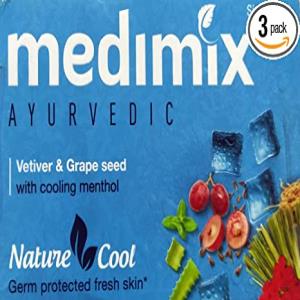 3
pack
medimix
AYURVEDIC
Vetiver & Grape seed
with cooling menthol
Nature Cool
Germ protected fresh skin*